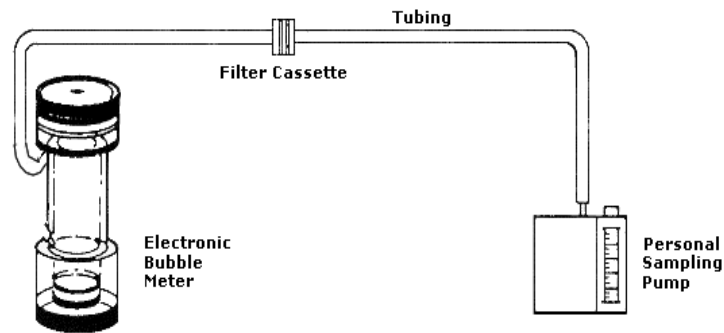 Tubing
Filter Cassette
Electronic
Bubble
Meter
Personal
Sampling
Pump